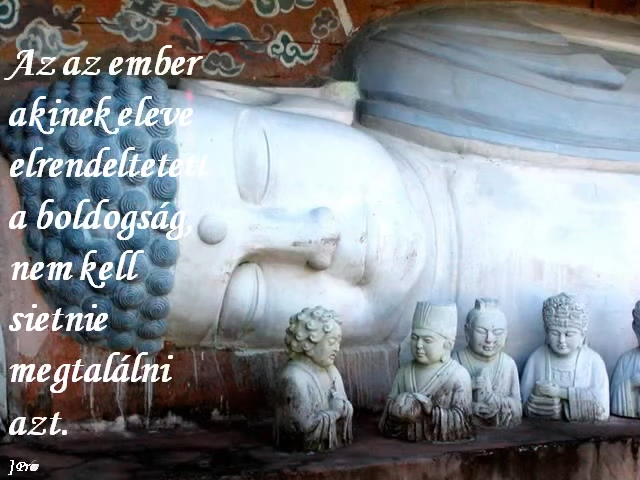 Az az ember
akinek eleve
elrendeltetett
a boldogság,
nem kell
sietnie
megtalálni
azt.